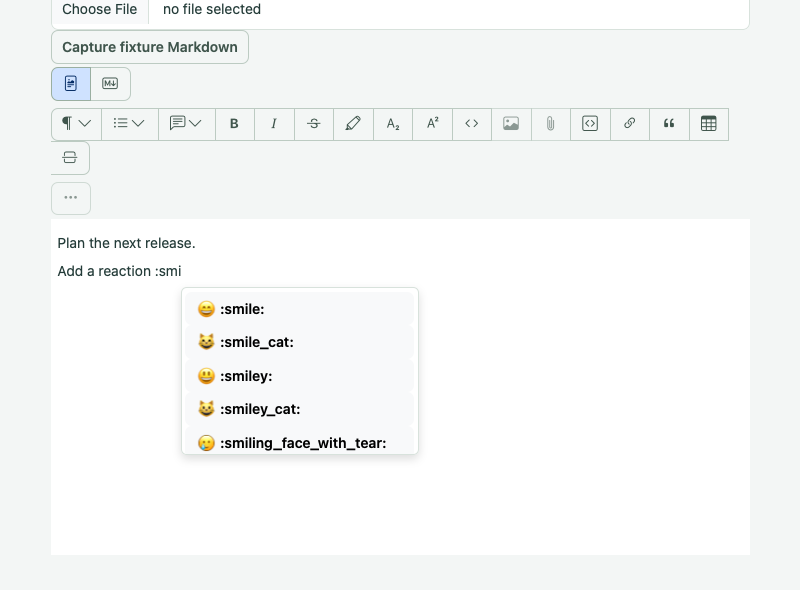 Choose File no file selected
Capture fixture Markdown
M↓
¶ B I S A₂ A² <> “
...
Plan the next release.
Add a reaction :smi
😄 :smile:
😺 :smile_cat:
😃 :smiley:
😺 :smiley_cat:
🥲 :smiling_face_with_tear: